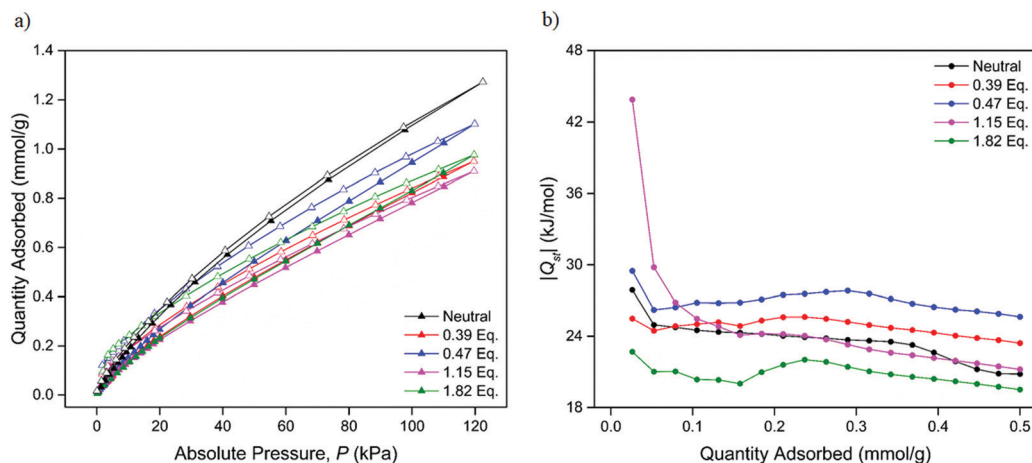 a)
1.4
1.2
1.0
0.8
0.6
0.4
0.2
0.0
Quantity Adsorbed (mmol/g)
0 20 40 60 80 100 120
Absolute Pressure, P (kPa)
Neutral
0.39 Eq.
0.47 Eq.
1.15 Eq.
1.82 Eq.
b)
48
42
36
30
24
18
|Qst| (kJ/mol)
0.0 0.1 0.2 0.3 0.4 0.5
Quantity Adsorbed (mmol/g)
Neutral
0.39 Eq.
0.47 Eq.
1.15 Eq.
1.82 Eq.